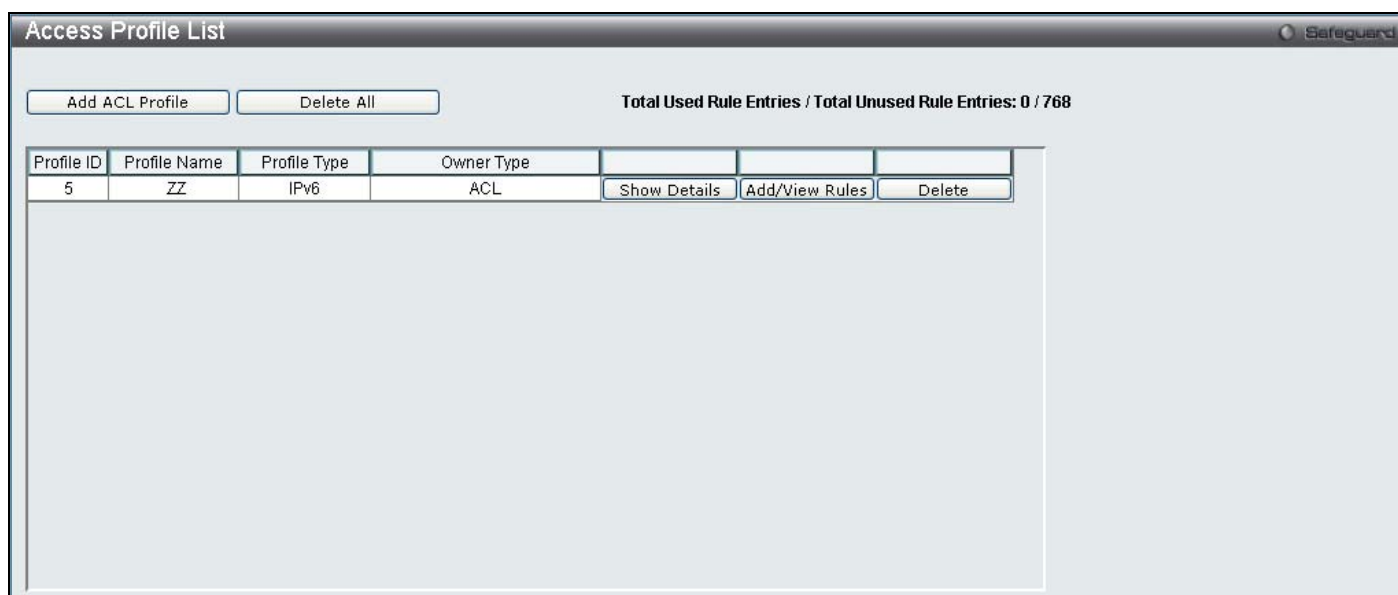 Access Profile List
Safeguard
Add ACL Profile Delete All Total Used Rule Entries / Total Unused Rule Entries: 0 / 768
Profile ID Profile Name Profile Type Owner Type
5 ZZ IPv6 ACL Show Details Add/View Rules Delete